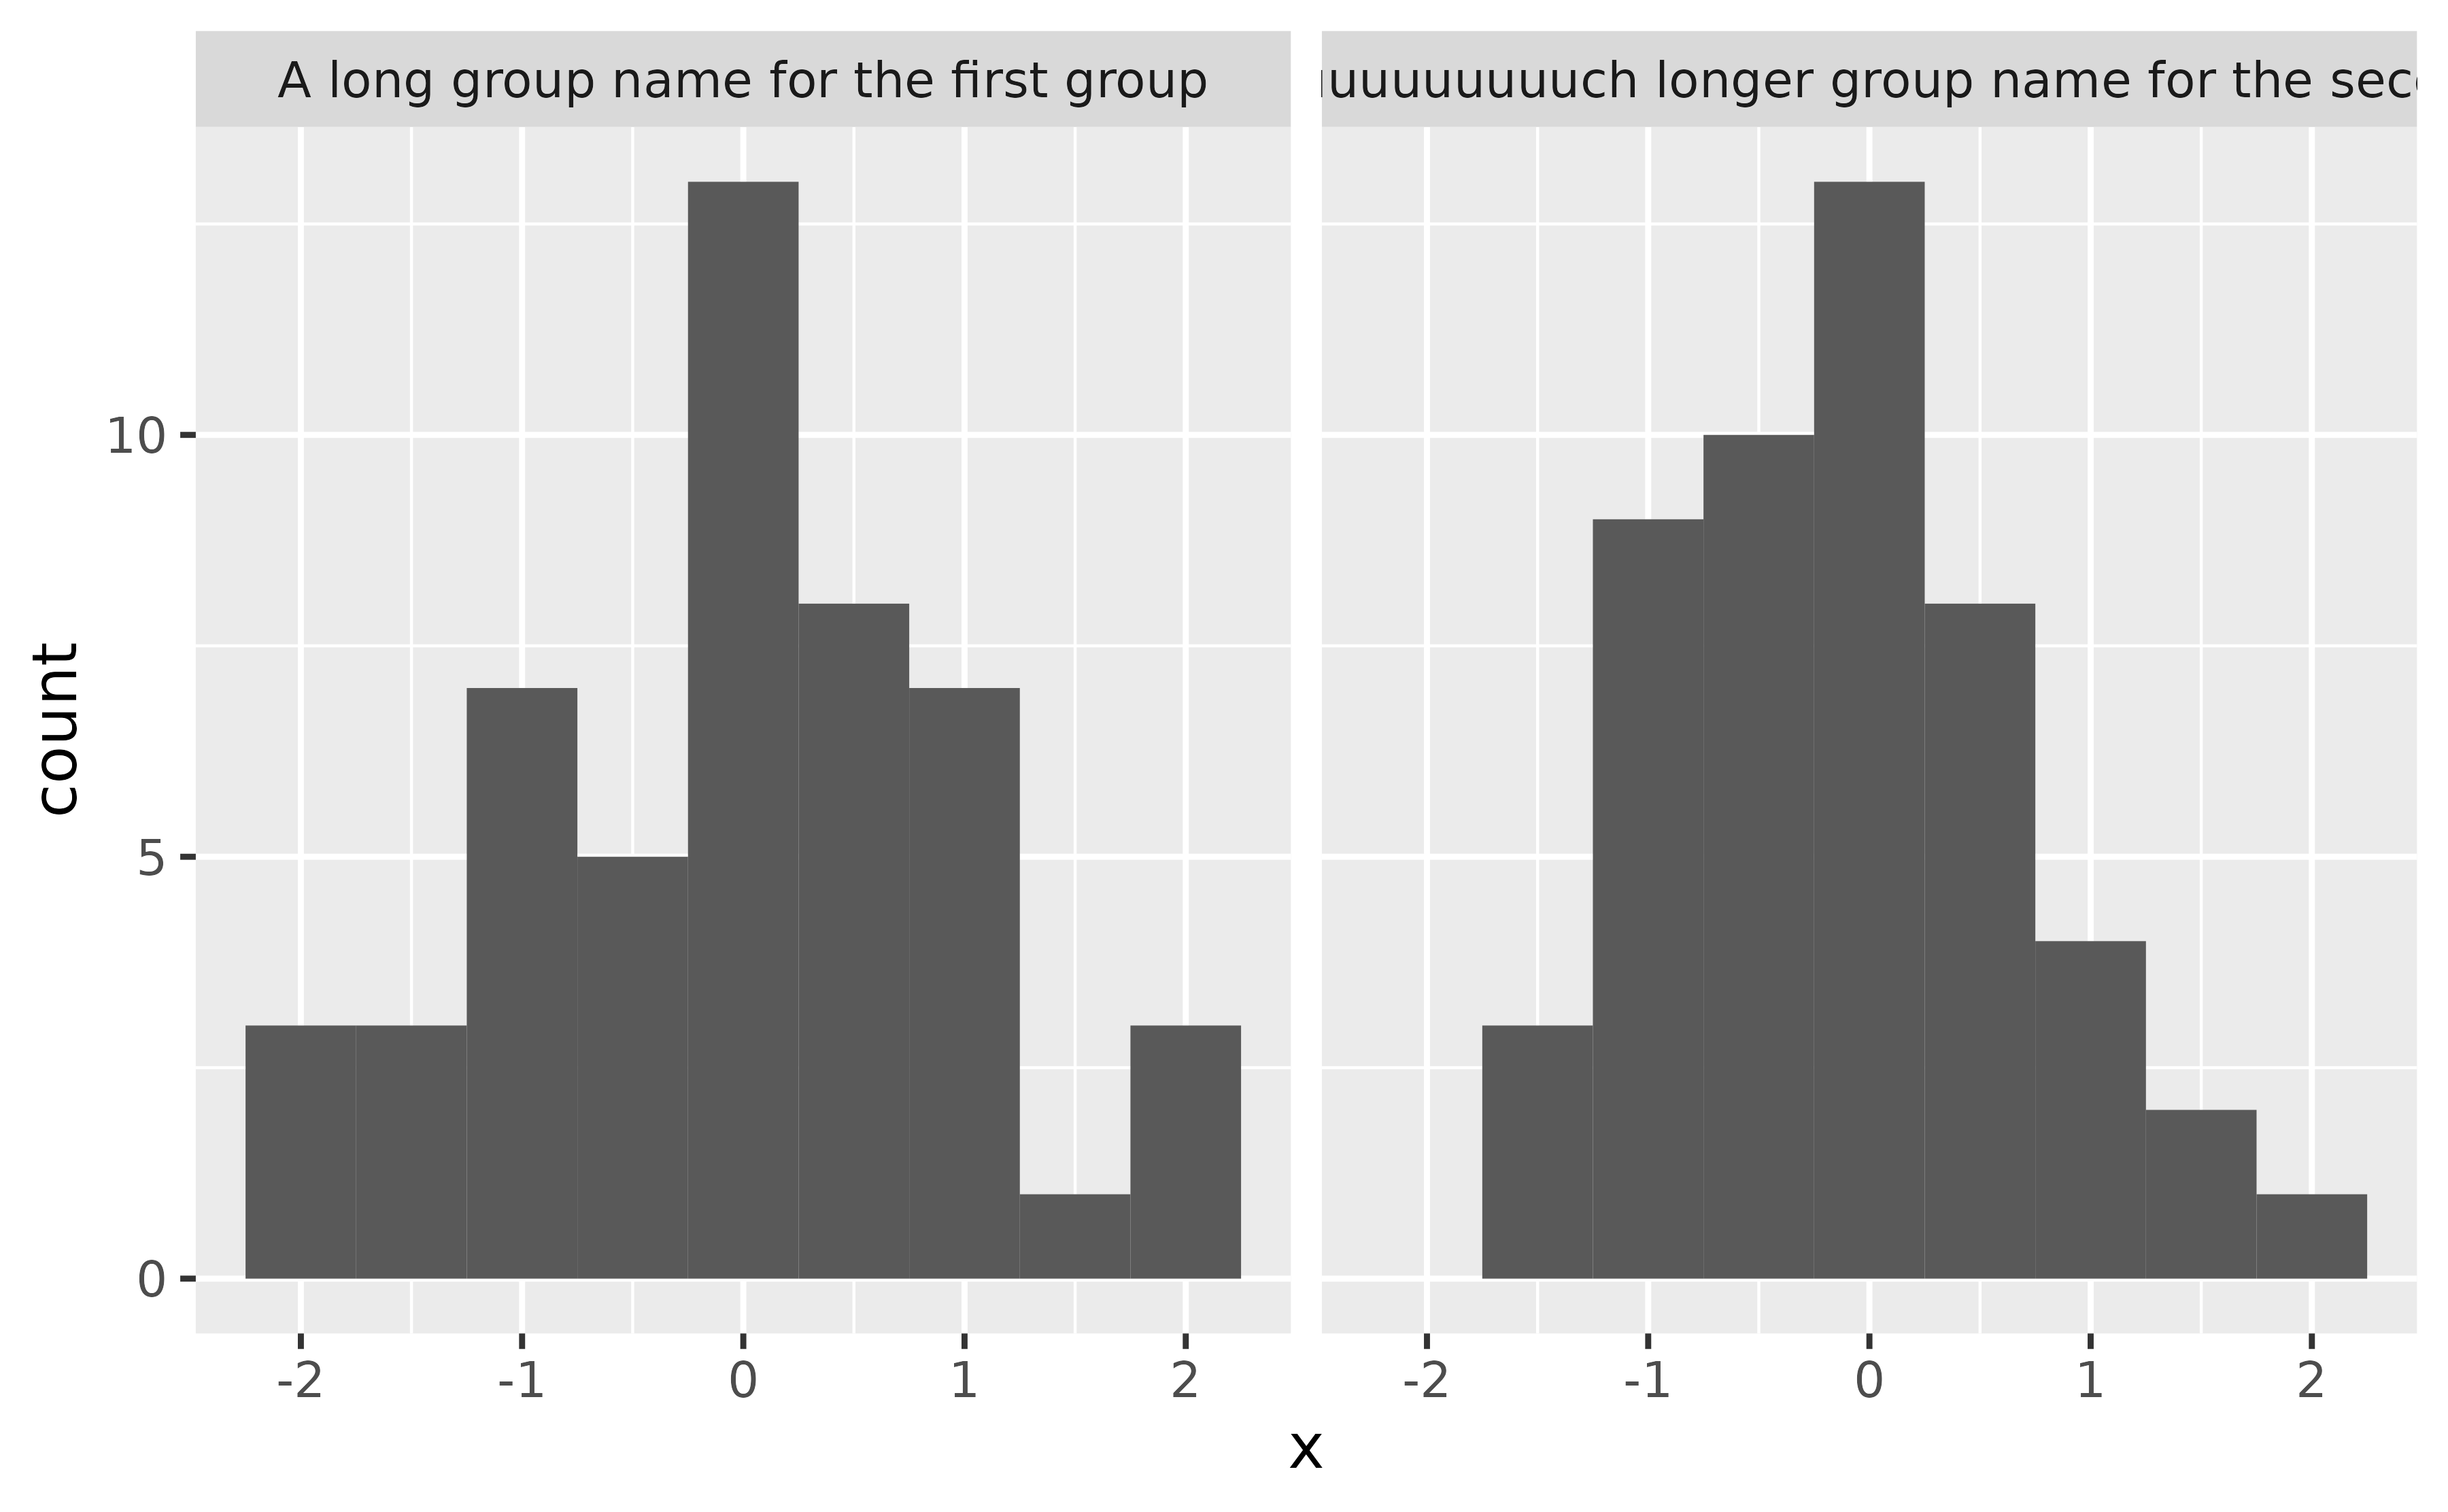 A long group name for the first group
uuuuuuuuuch longer group name for the sec
count
10
5
0
-2 -1 0 1 2
-2 -1 0 1 2
x